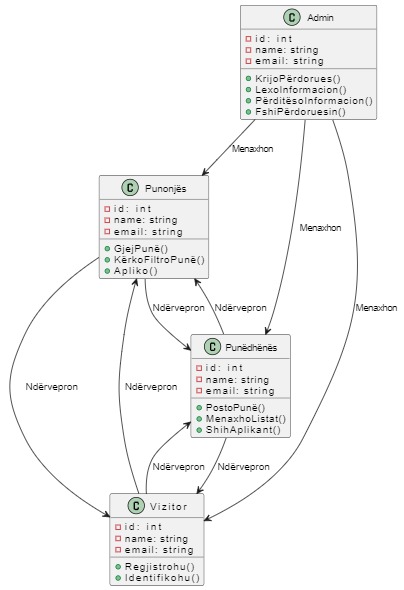 C Admin
id: int
name: string
email: string
KrijoPërdorues()
LexoInformacion()
PërditësoInformacion()
FshiPërdoruesin()
Menaxhon
C Punonjës
id: int
name: string
email: string
GjejPunë()
KërkoFiltroPunë()
Apliko()
Menaxhon
Menaxhon
Ndërvepron
Ndërvepron
C Punëdhënës
id: int
name: string
email: string
PostoPunë()
MenaxhoListat()
ShihAplikant()
Ndërvepron
Ndërvepron
Ndërvepron
Ndërvepron
C Vizitor
id: int
name: string
email: string
Regjistrohu()
Identifikohu()